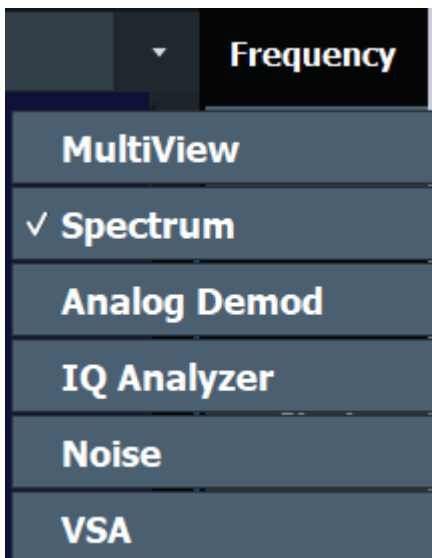 Frequency
MultiView
✓ Spectrum
Analog Demod
IQ Analyzer
Noise
VSA